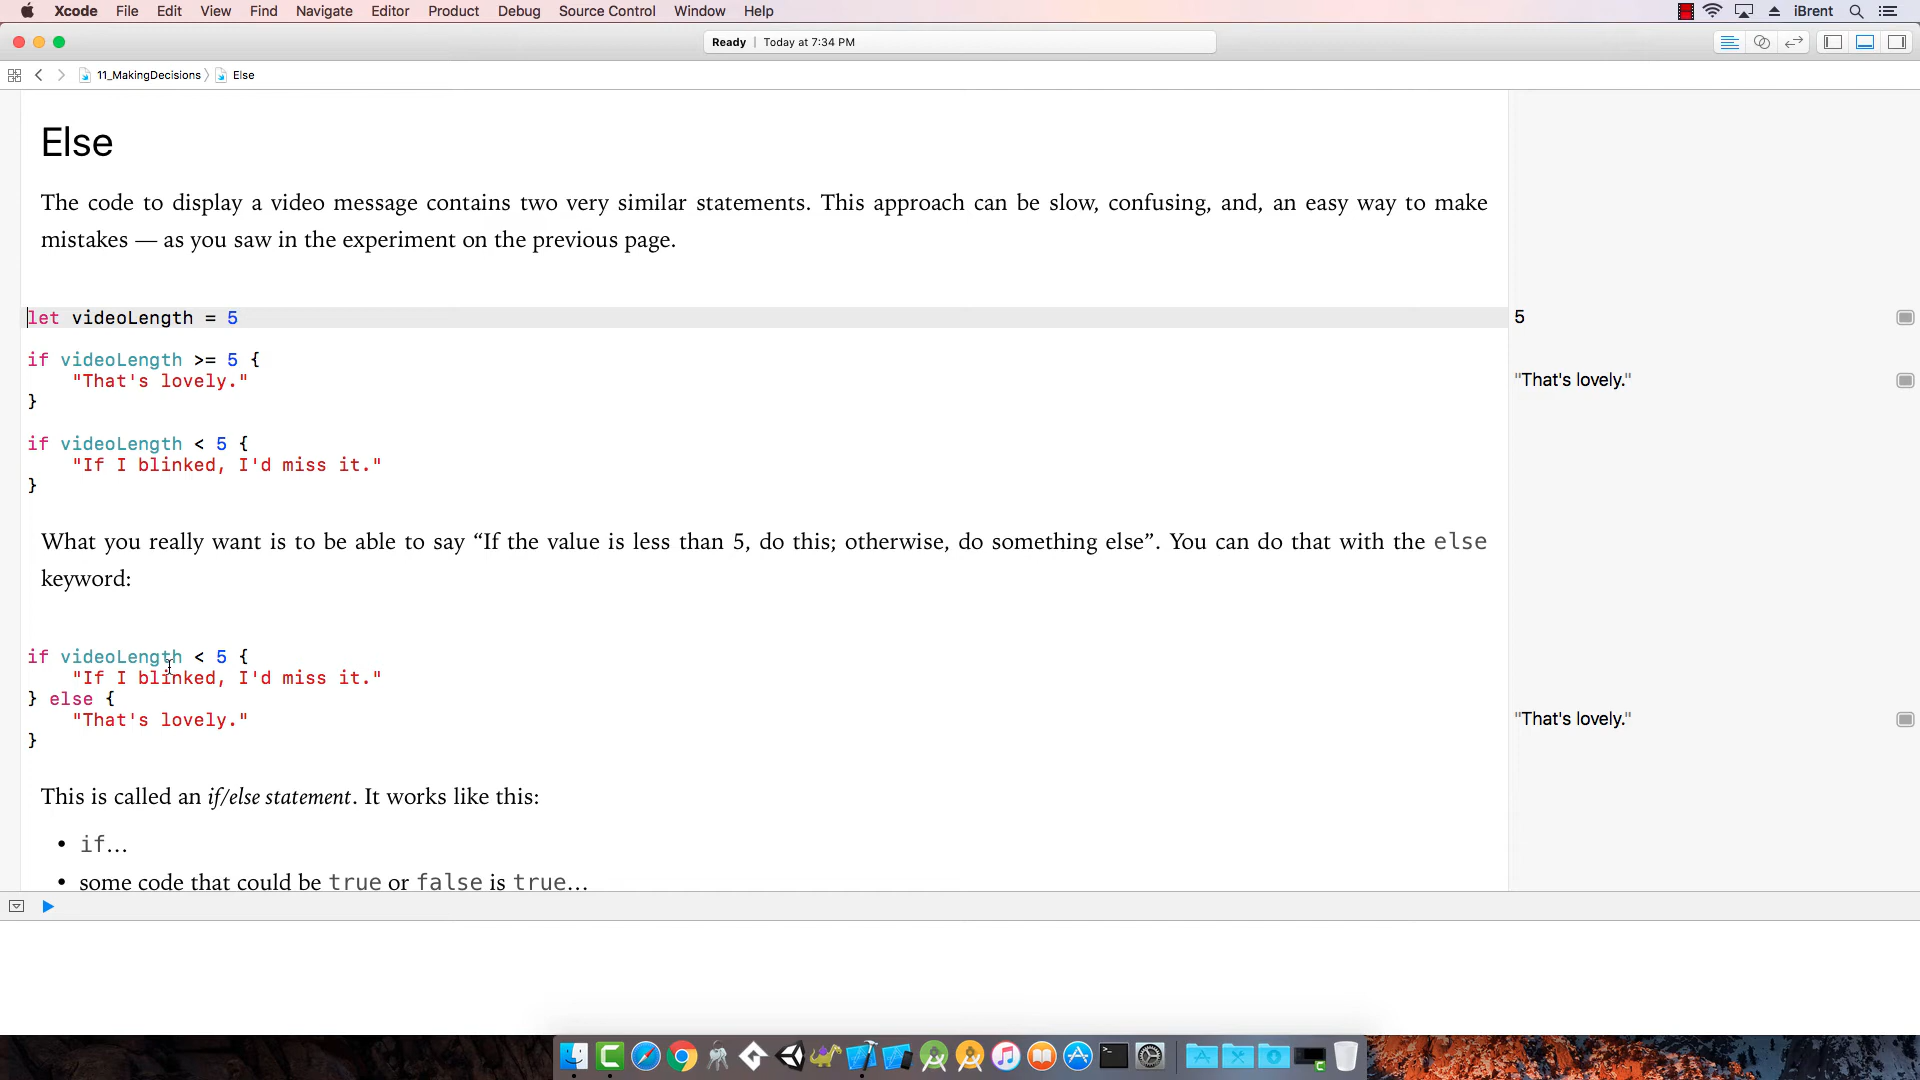 Xcode File Edit View Find Navigate Editor Product Debug Source Control Window Help iBrent
Ready | Today at 7:34 PM
11_MakingDecisions Else
Else
The code to display a video message contains two very similar statements. This approach can be slow, confusing, and, an easy way to make
mistakes — as you saw in the experiment on the previous page.
let videoLength = 5
5
if videoLength >= 5 {
"That's lovely."
"That's lovely."
}
if videoLength < 5 {
"If I blinked, I'd miss it."
}
What you really want is to be able to say “If the value is less than 5, do this; otherwise, do something else”. You can do that with the else
keyword:
if videoLength < 5 {
"If I blinked, I'd miss it."
} else {
"That's lovely."
"That's lovely."
}
This is called an if/else statement. It works like this:
• if…
• some code that could be true or false is true…